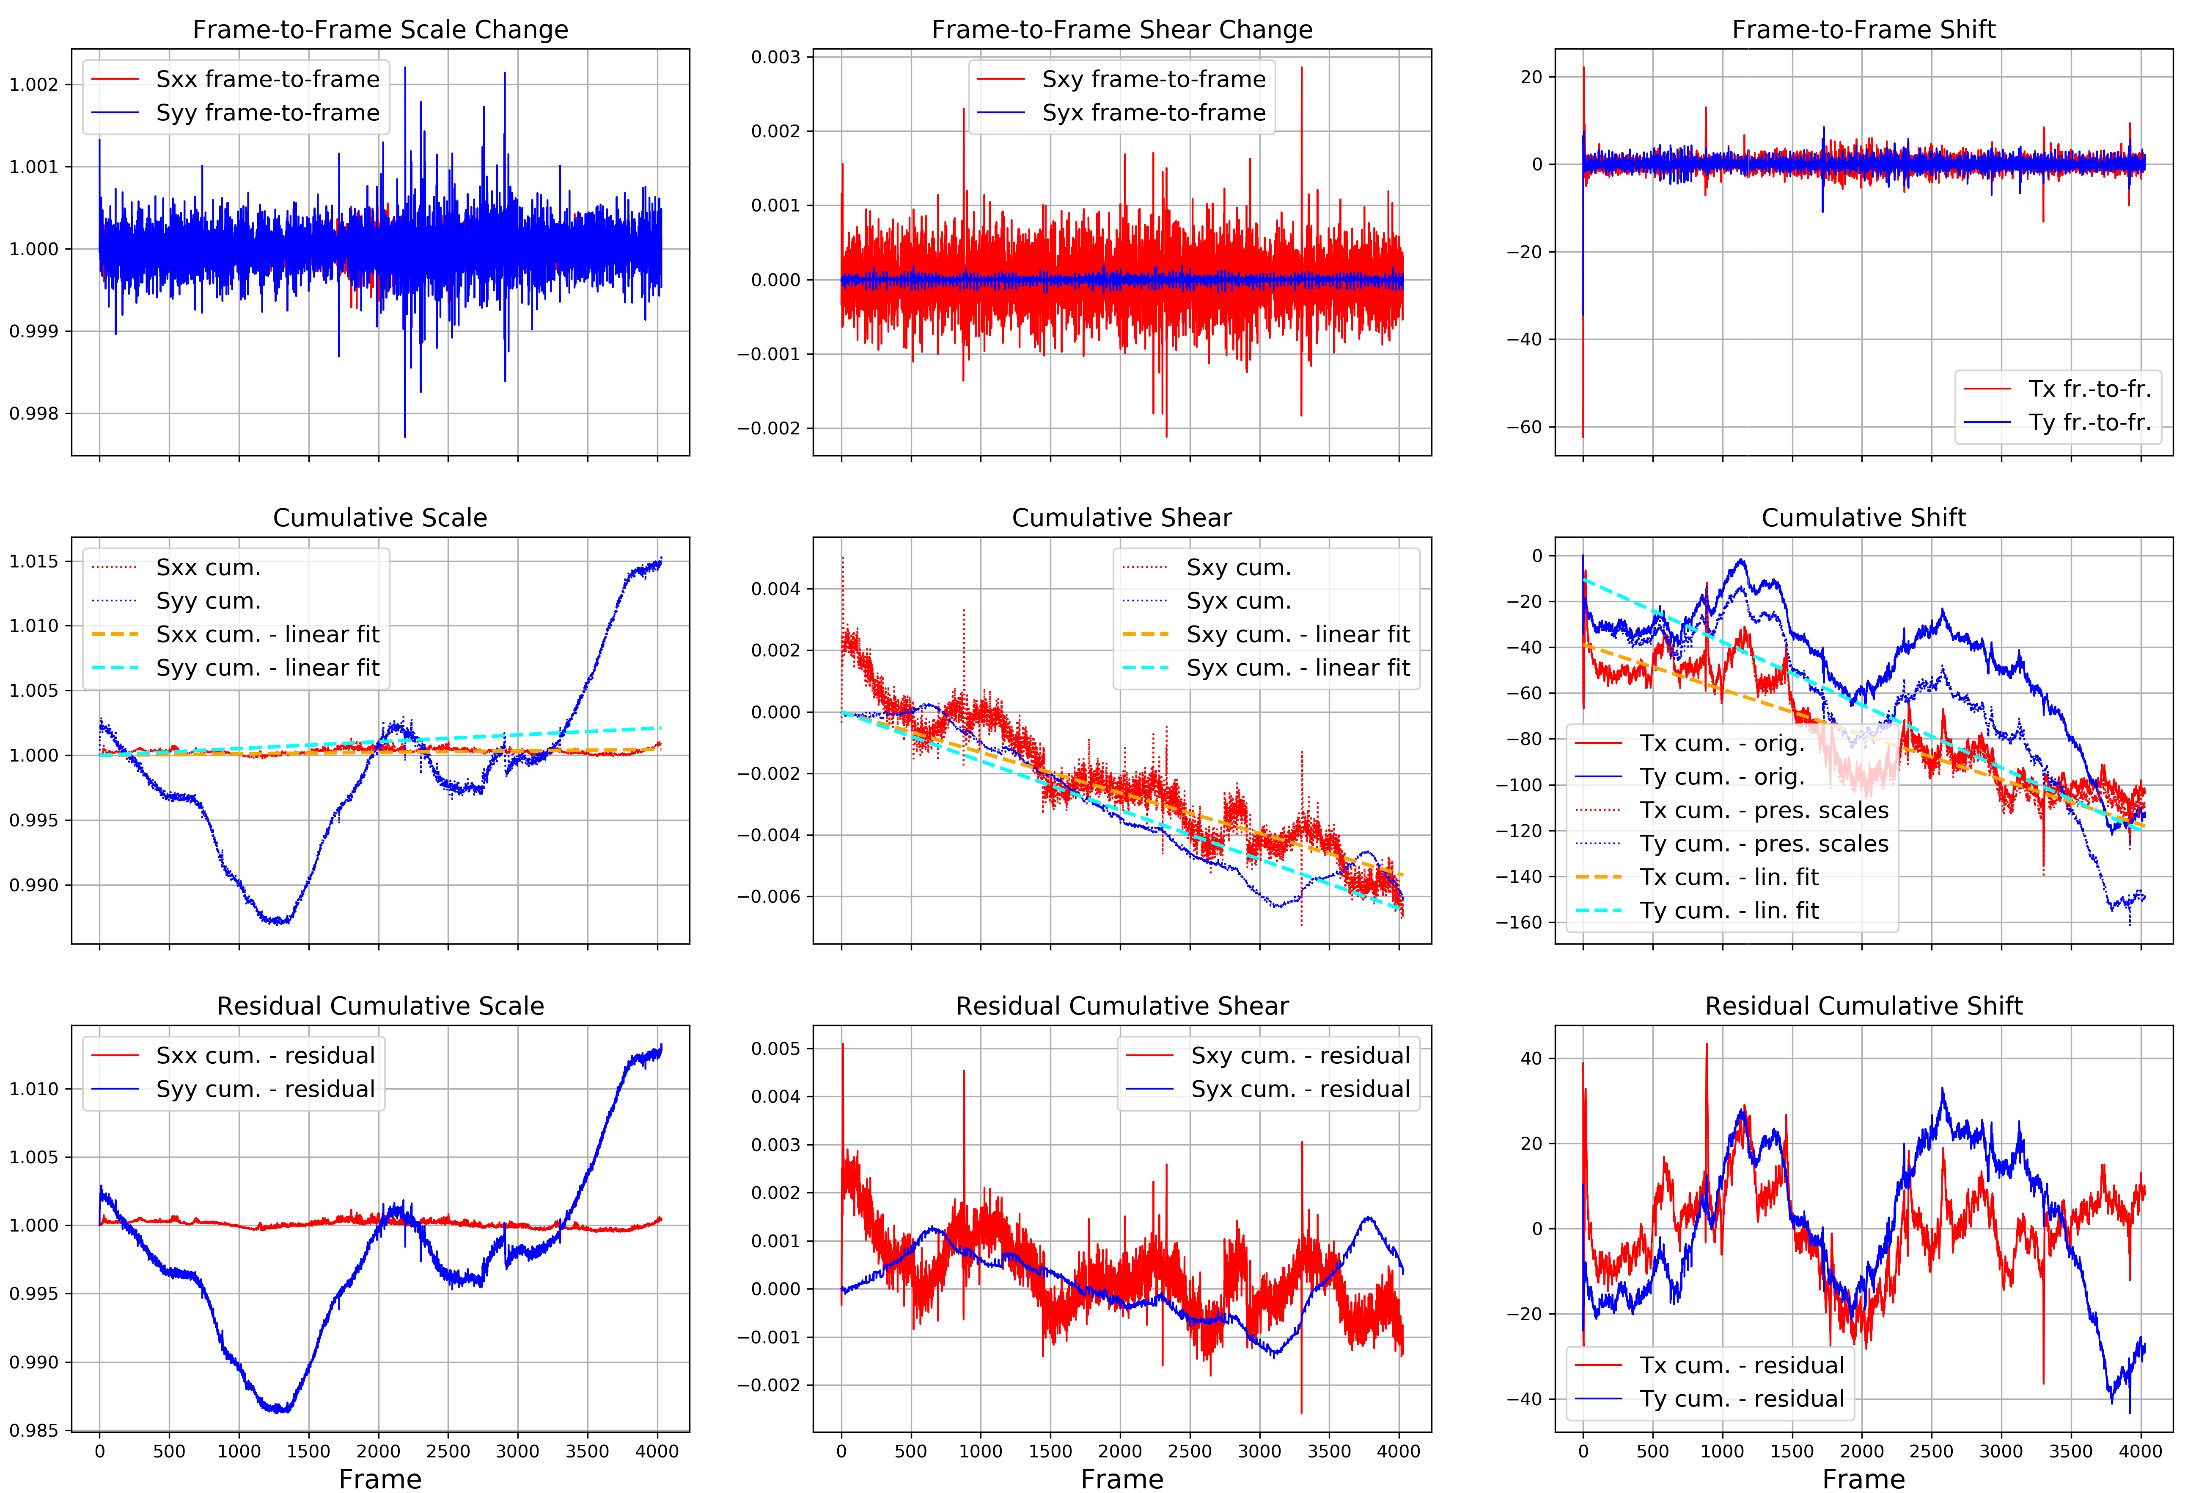 Frame-to-Frame Scale Change
1.002
1.001
1.000
0.999
0.998
Sxx frame-to-frame
Syy frame-to-frame
Frame-to-Frame Shear Change
0.003
0.002
0.001
0.000
−0.001
−0.002
Sxy frame-to-frame
Syx frame-to-frame
Frame-to-Frame Shift
20
0
−20
−40
−60
Tx fr.-to-fr.
Ty fr.-to-fr.
Cumulative Scale
1.015
1.010
1.005
1.000
0.995
0.990
Sxx cum.
Syy cum.
Sxx cum. - linear fit
Syy cum. - linear fit
Cumulative Shear
0.004
0.002
0.000
−0.002
−0.004
−0.006
Sxy cum.
Syx cum.
Sxy cum. - linear fit
Syx cum. - linear fit
Cumulative Shift
0
−20
−40
−60
−80
−100
−120
−140
−160
Tx cum. - orig.
Ty cum. - orig.
Tx cum. - pres. scales
Ty cum. - pres. scales
Tx cum. - lin. fit
Ty cum. - lin. fit
Residual Cumulative Scale
1.010
1.005
1.000
0.995
0.990
0.985
Sxx cum. - residual
Syy cum. - residual
0 500 1000 1500 2000 2500 3000 3500 4000
Frame
Residual Cumulative Shear
0.005
0.004
0.003
0.002
0.001
0.000
−0.001
−0.002
Sxy cum. - residual
Syx cum. - residual
0 500 1000 1500 2000 2500 3000 3500 4000
Frame
Residual Cumulative Shift
40
20
0
−20
−40
Tx cum. - residual
Ty cum. - residual
0 500 1000 1500 2000 2500 3000 3500 4000
Frame